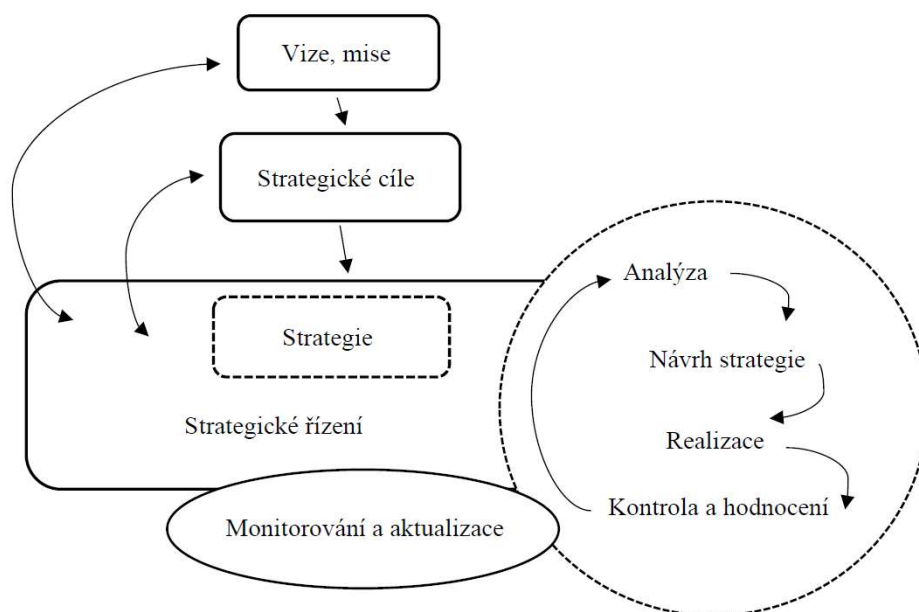 Vize, mise
Strategické cíle
Strategie
Strategické řízení
Monitorování a aktualizace
Analýza
Návrh strategie
Realizace
Kontrola a hodnocení